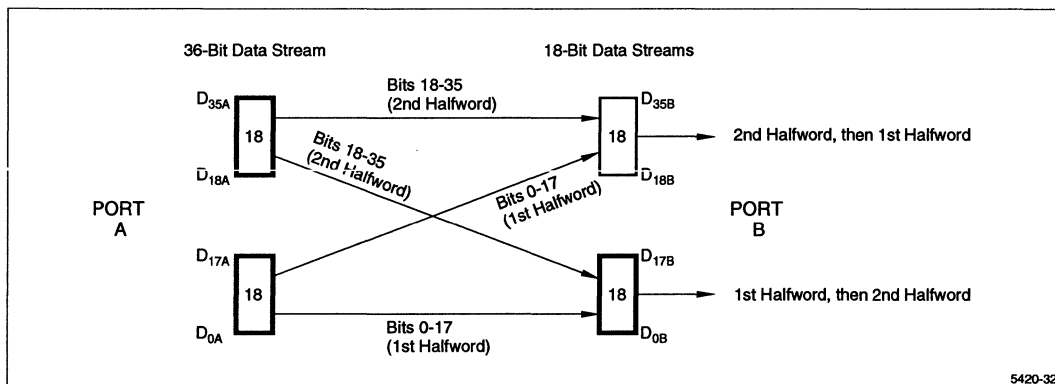 36-Bit Data Stream
18-Bit Data Streams
Bits 18-35
(2nd Halfword)
D35A
18
D18A
D35B
18
D18B
2nd Halfword, then 1st Halfword
Bits 18-35
(2nd Halfword)
Bits 0-17
(1st Halfword)
PORT
A
PORT
B
D17A
18
D0A
D17B
18
D0B
1st Halfword, then 2nd Halfword
Bits 0-17
(1st Halfword)
5420-32